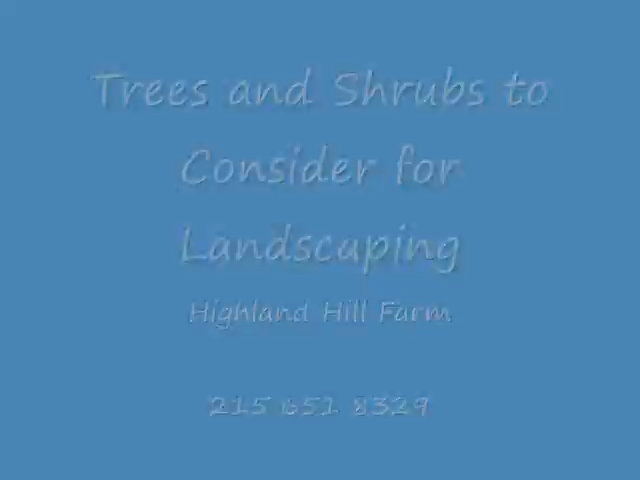 Trees and Shrubs to
Consider for
Landscaping
Highland Hill Farm
215 651 8329